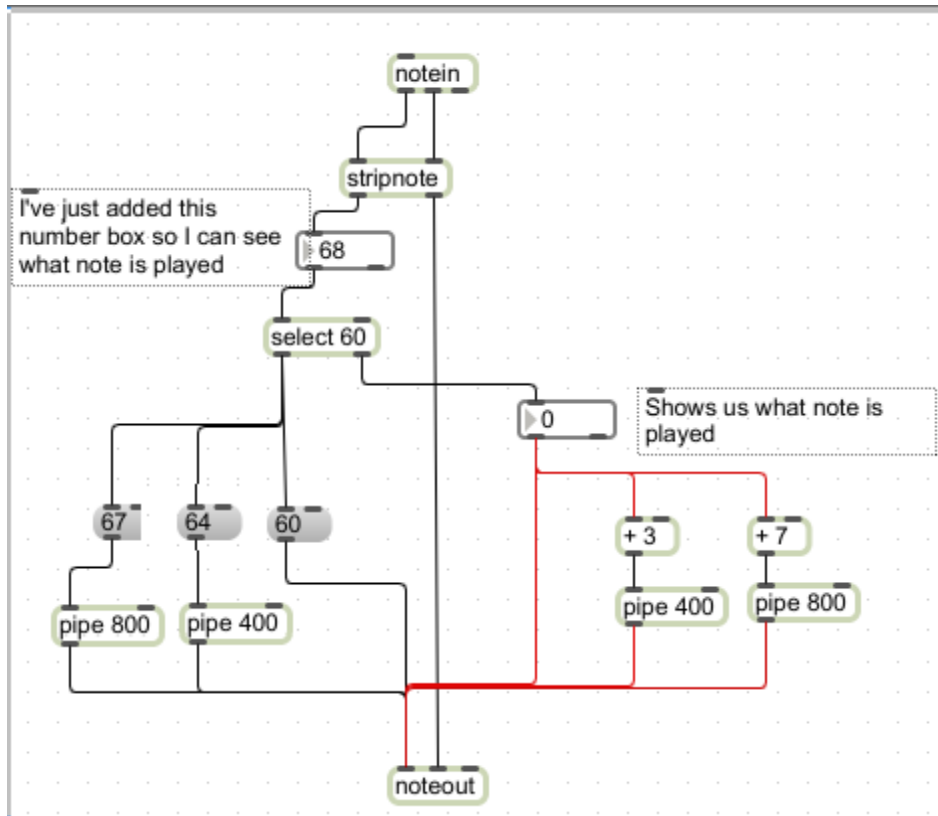 notein
stripnote
I've just added this
number box so I can see
what note is played
68
select 60
0
Shows us what note is
played
67
64
60
+ 3
+ 7
pipe 800
pipe 400
pipe 400
pipe 800
noteout